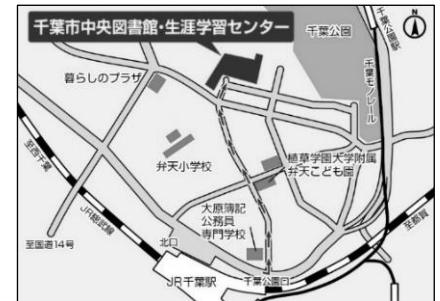 千葉市中央図書館・生涯学習センター
千葉公園
千葉公園駅
千葉モノレール
暮らしのプラザ
至西千葉
弁天小学校
植草学園大学附属
弁天こども園
JR総武線
大原簿記
公務員
専門学校
至都賀
至国道14号
北口
JR千葉駅
千葉公園口